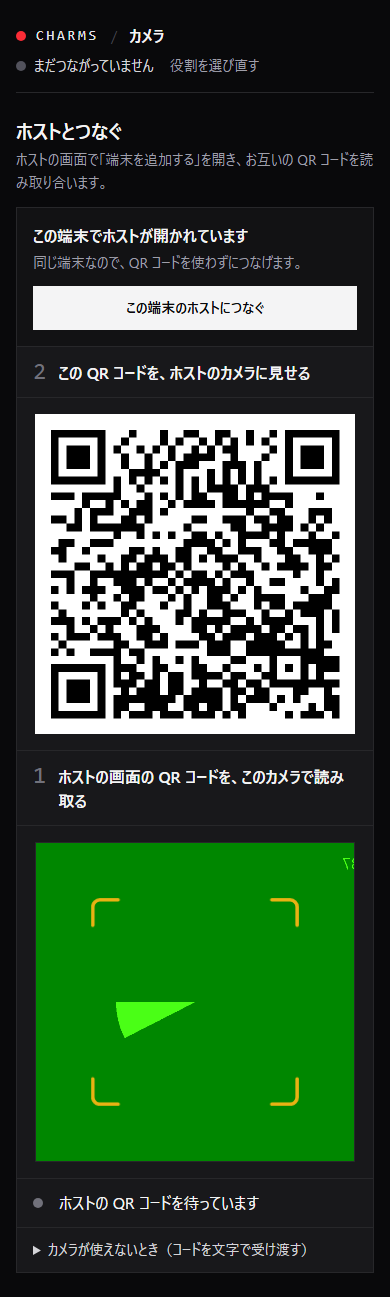 CHARMS / カメラ
まだつながっていません 役割を選び直す
ホストとつなぐ
ホストの画面で「端末を追加する」を開き、お互いの QR コードを読
み取り合います。
この端末でホストが開かれています
同じ端末なので、QR コードを使わずにつなげます。
この端末のホストにつなぐ
2 この QR コードを、ホストのカメラに見せる
1 ホストの画面の QR コードを、このカメラで読み
取る
ホストの QR コードを待っています
▶ カメラが使えないとき（コードを文字で受け渡す）